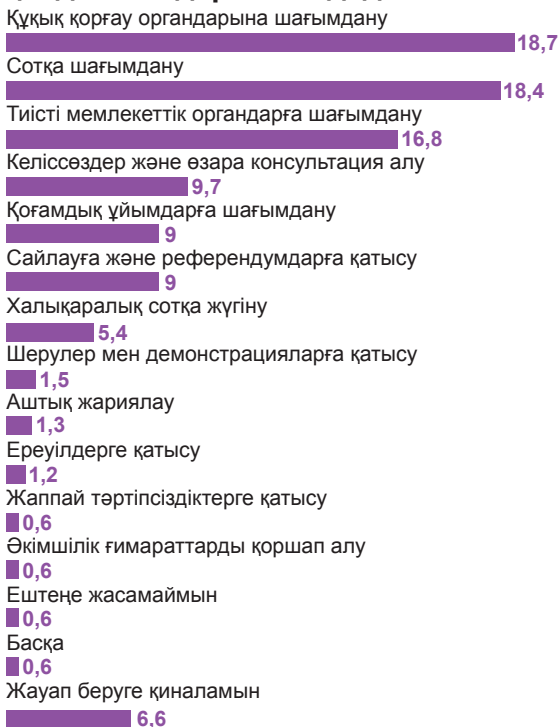 Құқық қорғау органдарына шағымдану
18,7
Сотқа шағымдану
18,4
Тиісті мемлекеттік органдарға шағымдану
16,8
Келіссөздер және өзара консультация алу
9,7
Қоғамдық ұйымдарға шағымдану
9
Сайлауға және референдумдарға қатысу
9
Халықаралық сотқа жүгіну
5,4
Шерулер мен демонстрацияларға қатысу
1,5
Аштық жариялау
1,3
Ереуілдерге қатысу
1,2
Жаппай тәртіпсіздіктерге қатысу
0,6
Әкімшілік ғимараттарды қоршап алу
0,6
Ештеңе жасамаймын
0,6
Басқа
0,6
Жауап беруге қиналамын
6,6